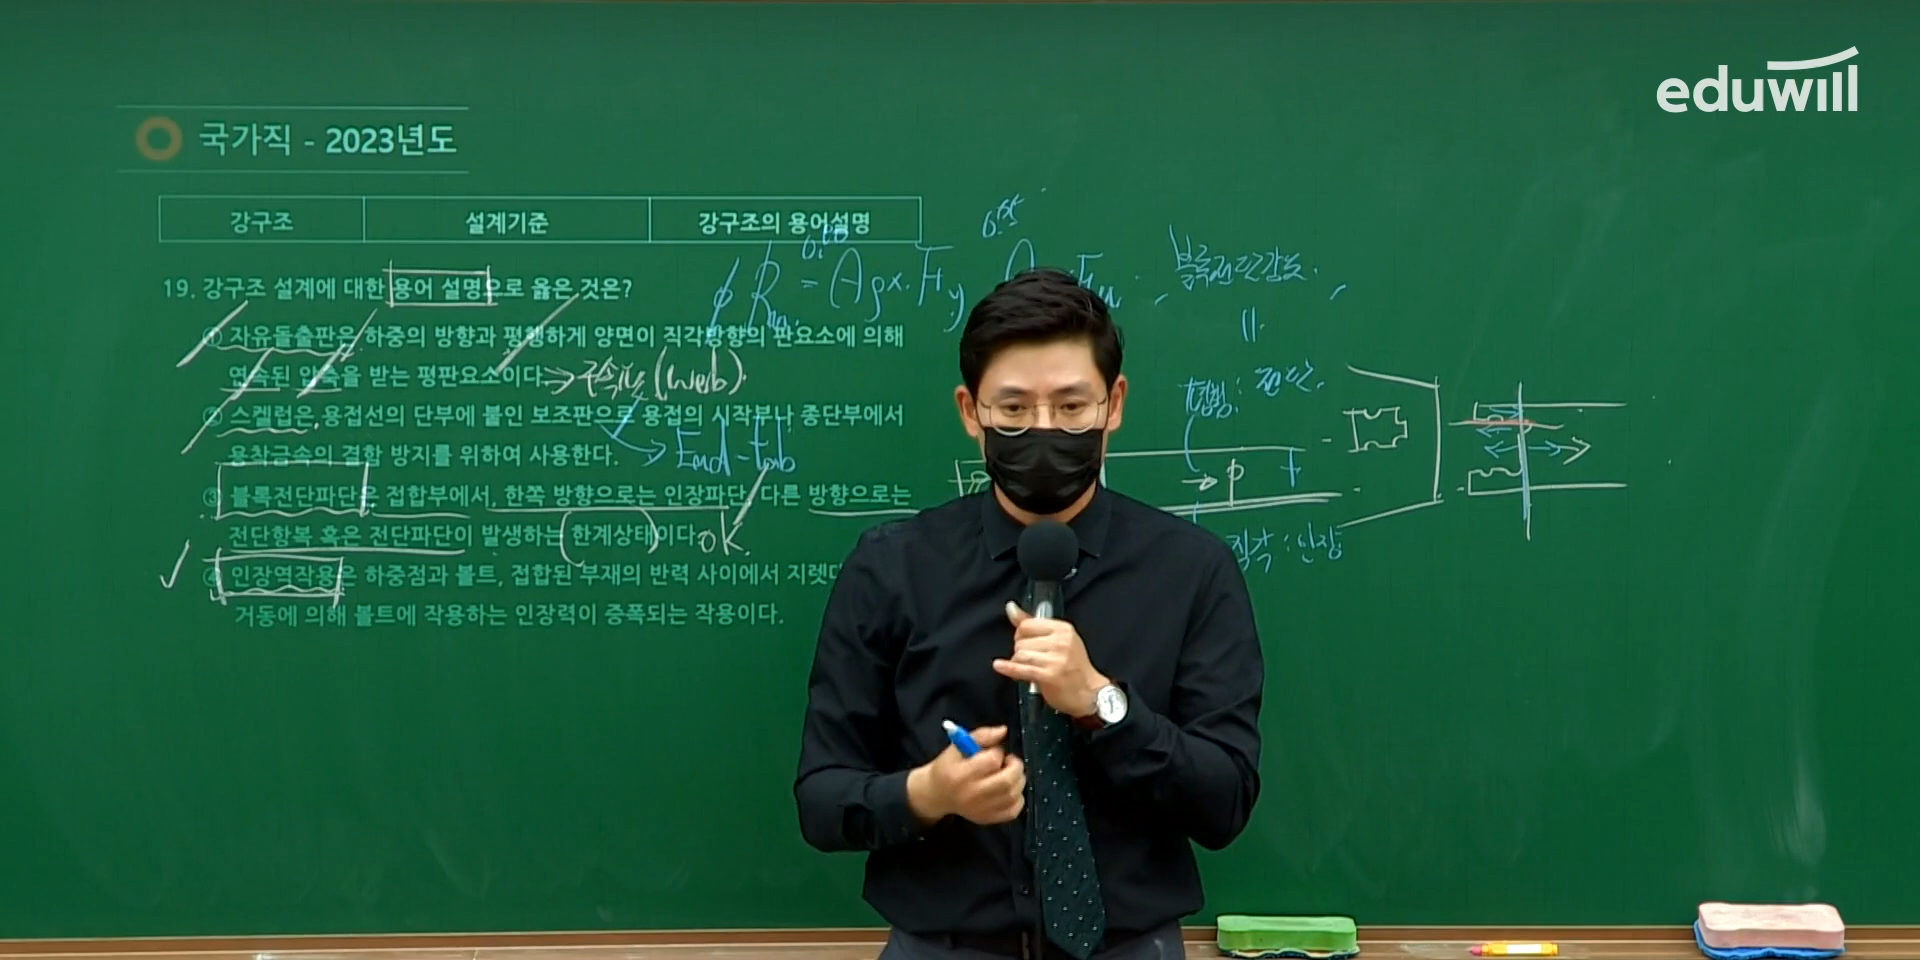 eduwill
국가직 - 2023년도
강구조 설계기준 강구조의 용어설명
19. 강구조 설계에 대한 용어 설명으로 옳은 것은?
① 자유돌출판은 하중의 방향과 평행하게 양면이 직각방향의 판요소에 의해
연속된 압축을 받는 평판요소이다.
(web).
② 스켈럽은 용접선의 단부에 붙인 보조판으로 용접의 시작부나 종단부에서
용착금속의 결함 방지를 위하여 사용한다.
End-tab
③ 블록전단파단은 접합부에서, 한쪽 방향으로는 인장파단, 다른 방향으로는
전단항복 혹은 전단파단이 발생하는 한계상태이다. OK.
④ 인장역작용은 하중점과 볼트, 접합된 부재의 반력 사이에서
거동에 의해 볼트에 작용하는 인장력이 증폭되는 작용이다.
블록전단강도.
평행: 전단.
P
직각: 인장